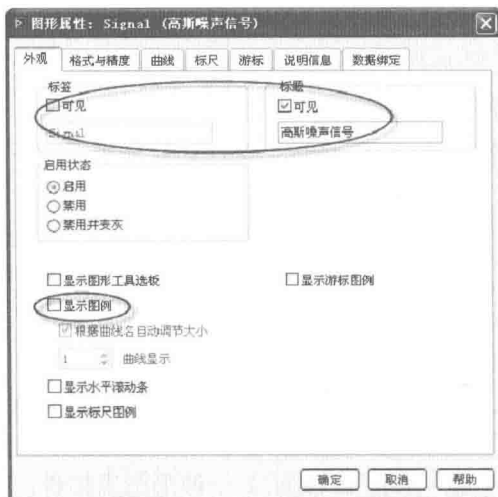 图形属性: Signal (高斯噪声信号)
外观 格式与精度 曲线 标尺 游标 说明信息 数据绑定
标签 标题
可见 可见
Signal 高斯噪声信号
启用状态
启用
禁用
禁用并变灰
显示图形工具选板 显示游标图例
显示图例
根据曲线名自动调节大小
1 曲线显示
显示水平滚动条
显示标尺图例
确定 取消 帮助